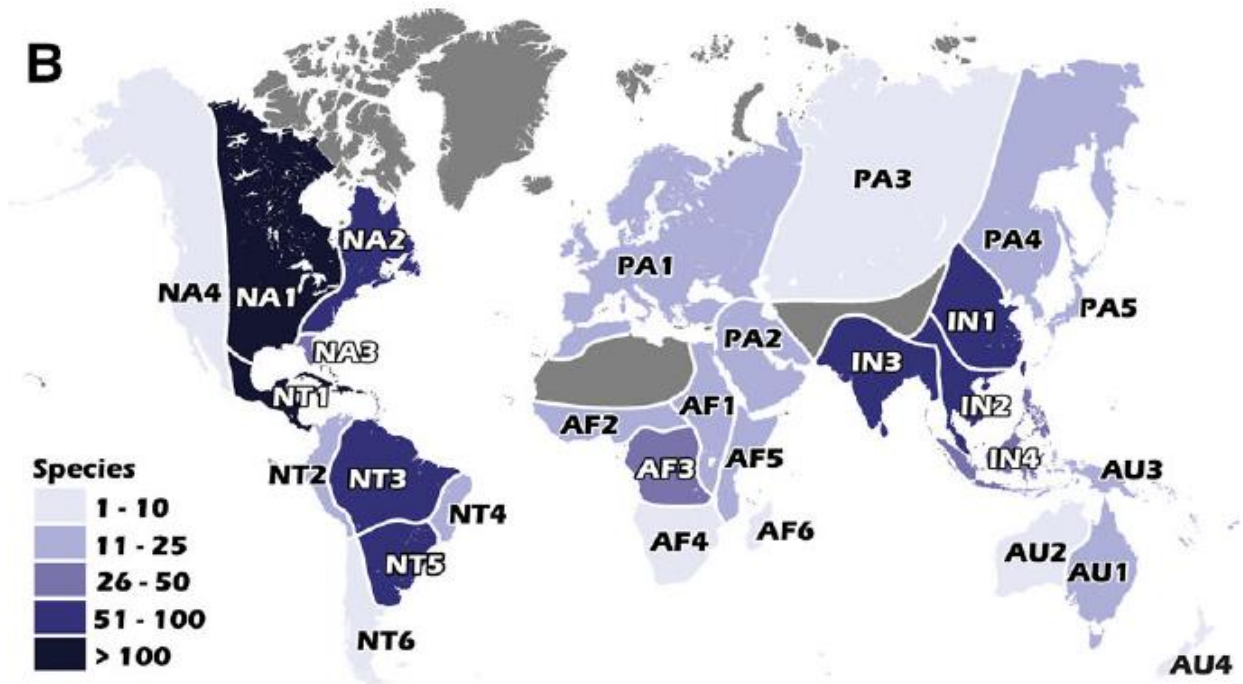 B
PA3
NA2
PA4
PA1
NA4
NA1
PA5
IN1
PA2
NA3
IN3
NT1
AF1
IN2
AF2
Species
AF3
AF5
IN4
AU3
NT2
NT3
1 - 10
NT4
AF6
11 - 25
AF4
AU2
NT5
AU1
26 - 50
51 - 100
NT6
> 100
AU4